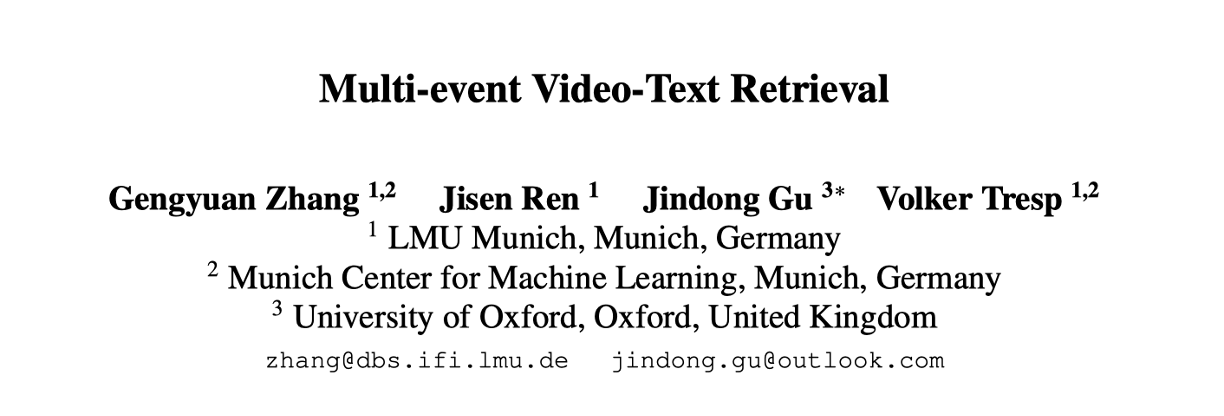 Multi-event Video-Text Retrieval
Gengyuan Zhang 1,2 Jisen Ren 1 Jindong Gu 3* Volker Tresp 1,2
1 LMU Munich, Munich, Germany
2 Munich Center for Machine Learning, Munich, Germany
3 University of Oxford, Oxford, United Kingdom
zhang@dbs.ifi.lmu.de jindong.gu@outlook.com